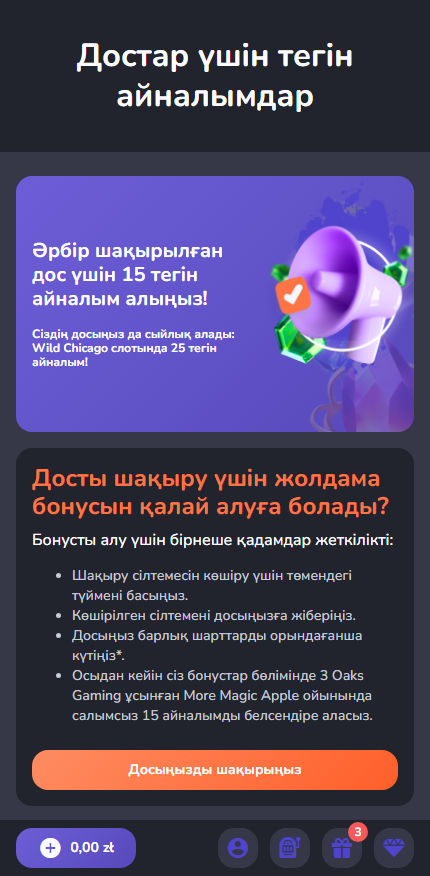 Достар үшін тегін
айналымдар
Әрбір шақырылған
дос үшін 15 тегін
айналым алыңыз!
Сіздің досыңыз да сыйлық алады:
Wild Chicago слотында 25 тегін
айналым!
Досты шақыру үшін жолдама
бонусын қалай алуға болады?
Бонусты алу үшін бірнеше қадамдар жеткілікті:
• Шақыру сілтемесін көшіру үшін төмендегі
түймені басыңыз.
• Көшірілген сілтемені досыңызға жіберіңіз.
• Досыңыз барлық шарттарды орындағанша
күтіңіз*.
• Осыдан кейін сіз бонустар бөлімінде 3 Oaks
Gaming ұсынған More Magic Apple ойынында
салымсыз 15 айналымды белсендіре аласыз.
Досыңызды шақырыңыз
0,00 zł
3